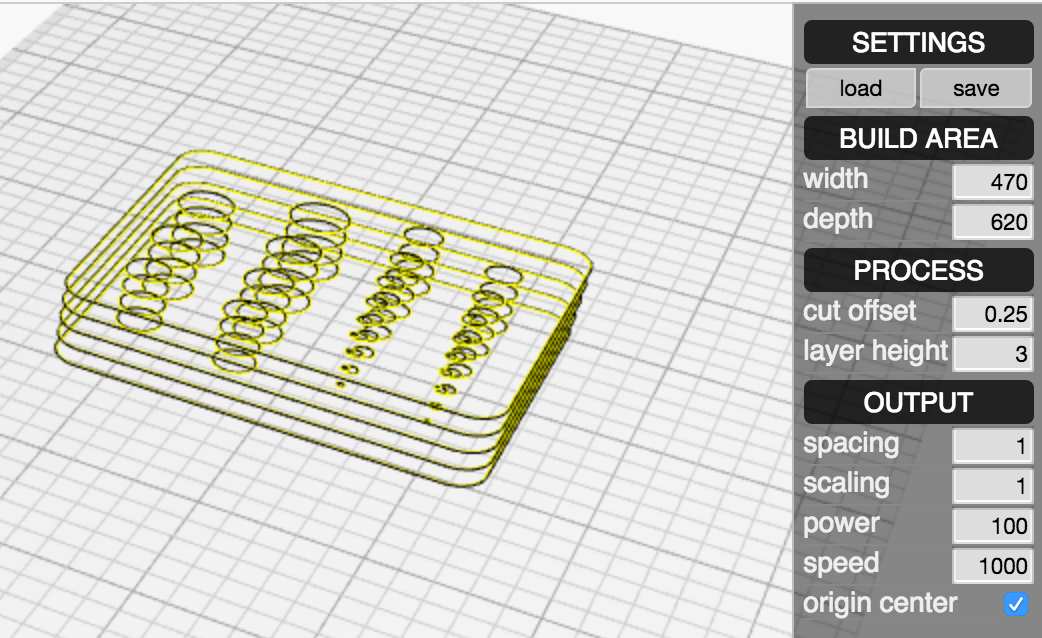 SETTINGS
load save
BUILD AREA
width 470
depth 620
PROCESS
cut offset 0.25
layer height 3
OUTPUT
spacing 1
scaling 1
power 100
speed 1000
origin center